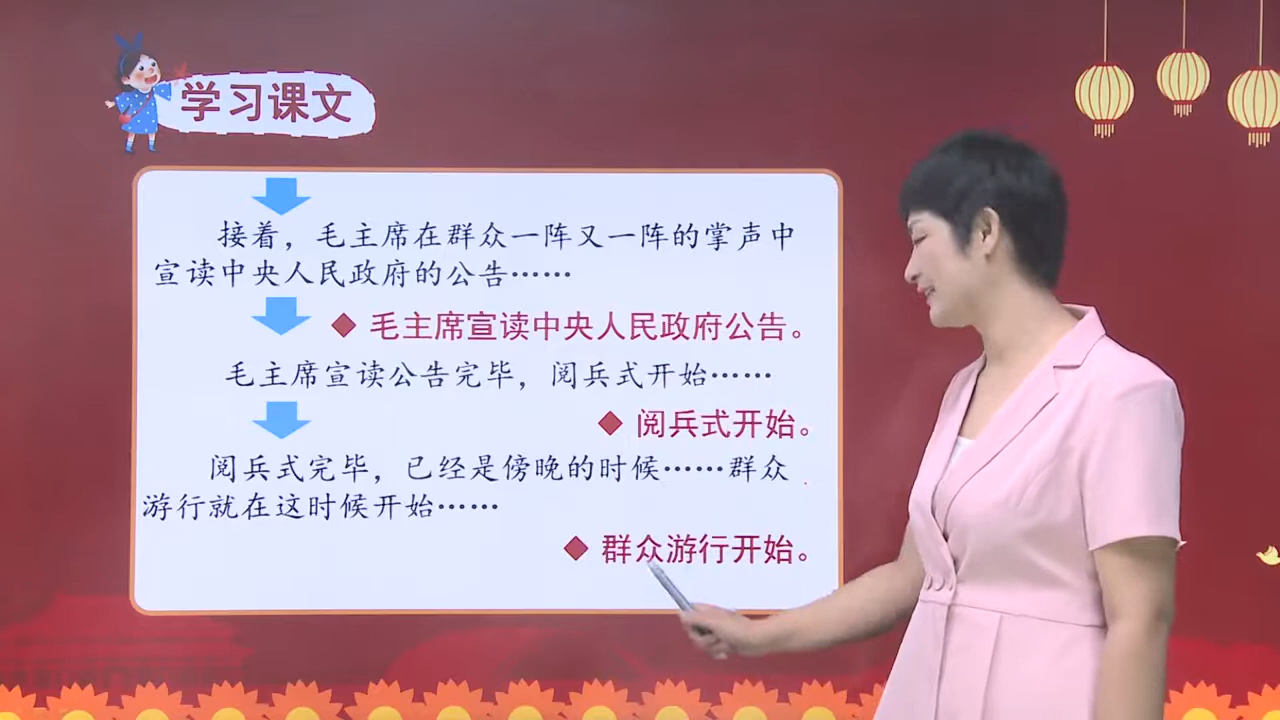 学习课文
接着，毛主席在群众一阵又一阵的掌声中
宣读中央人民政府的公告……
◆ 毛主席宣读中央人民政府公告。
毛主席宣读公告完毕，阅兵式开始……
◆ 阅兵式开始。
阅兵式完毕，已经是傍晚的时候……群众
游行就在这时候开始……
◆ 群众游行开始。